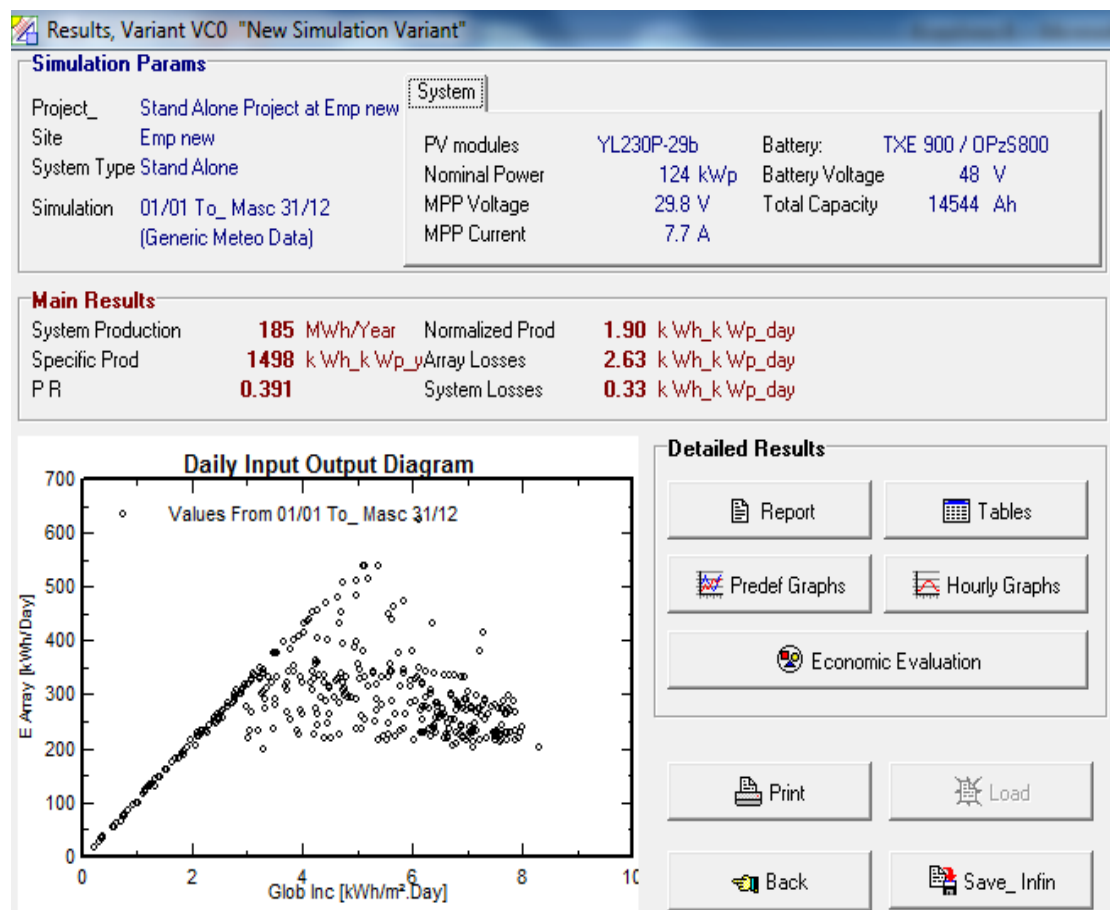 Results, Variant VC0 "New Simulation Variant"
Simulation Params
Project_ Stand Alone Project at Emp new
Site Emp new
System Type Stand Alone
Simulation 01/01 To_ Masc 31/12
(Generic Meteo Data)
System
PV modules YL230P-29b
Nominal Power 124 kWp
MPP Voltage 29.8 V
MPP Current 7.7 A
Battery: TXE 900 / OPzS800
Battery Voltage 48 V
Total Capacity 14544 Ah
Main Results
System Production 185 MWh/Year Normalized Prod 1.90 k Wh_k Wp_day
Specific Prod 1498 k Wh_k Wp_y Array Losses 2.63 k Wh_k Wp_day
P R 0.391 System Losses 0.33 k Wh_k Wp_day
Daily Input Output Diagram
Values From 01/01 To_ Masc 31/12
700
600
500
400
300
200
100
0
E Array [kWh/Day]
0 2 4 6 8 10
Glob Inc [kWh/m².Day]
Detailed Results
Report Tables
Predef Graphs Hourly Graphs
Economic Evaluation
Print Load
Back Save_ Infin